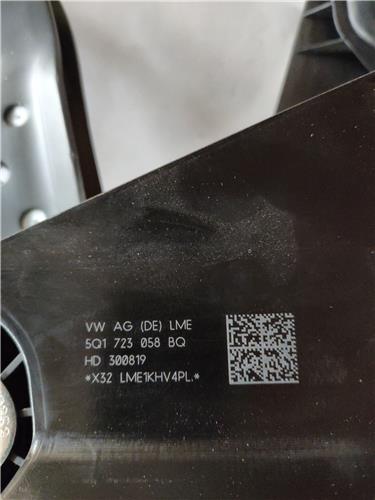 VW AG (DE) LME
5Q1 723 058 BQ
HD 300819
*X32 LME1KHV4PL.*